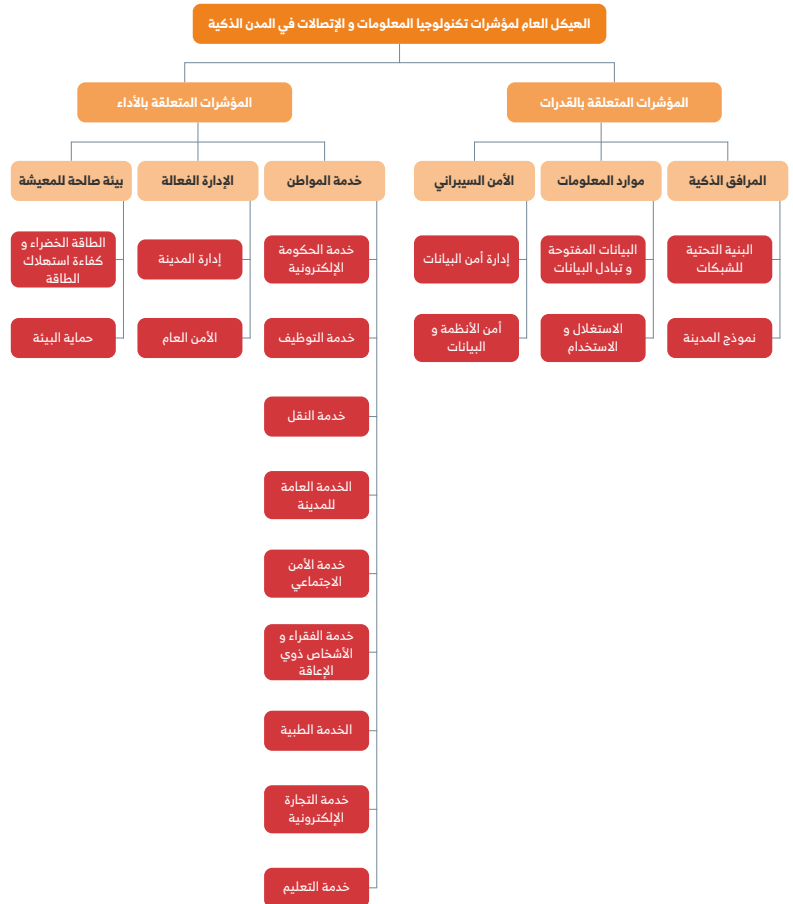 الهيكل العام لمؤشرات تكنولوجيا المعلومات و الإتصالات في المدن الذكية
المؤشرات المتعلقة بالقدرات
المؤشرات المتعلقة بالأداء
المرافق الذكية
موارد المعلومات
الأمن السيبراني
خدمة المواطن
الإدارة الفعالة
بيئة صالحة للمعيشة
البنية التحتية
للشبكات
نموذج المدينة
البيانات المفتوحة
و تبادل البيانات
الاستغلال و
الاستخدام
إدارة أمن البيانات
أمن الأنظمة و
البيانات
خدمة الحكومة
الإلكترونية
خدمة التوظيف
خدمة النقل
الخدمة العامة
للمدينة
خدمة الأمن
الاجتماعي
خدمة الفقراء و
الأشخاص ذوي
الإعاقة
الخدمة الطبية
خدمة التجارة
الإلكترونية
خدمة التعليم
إدارة المدينة
الأمن العام
الطاقة الخضراء و
كفاءة استهلاك
الطاقة
حماية البيئة